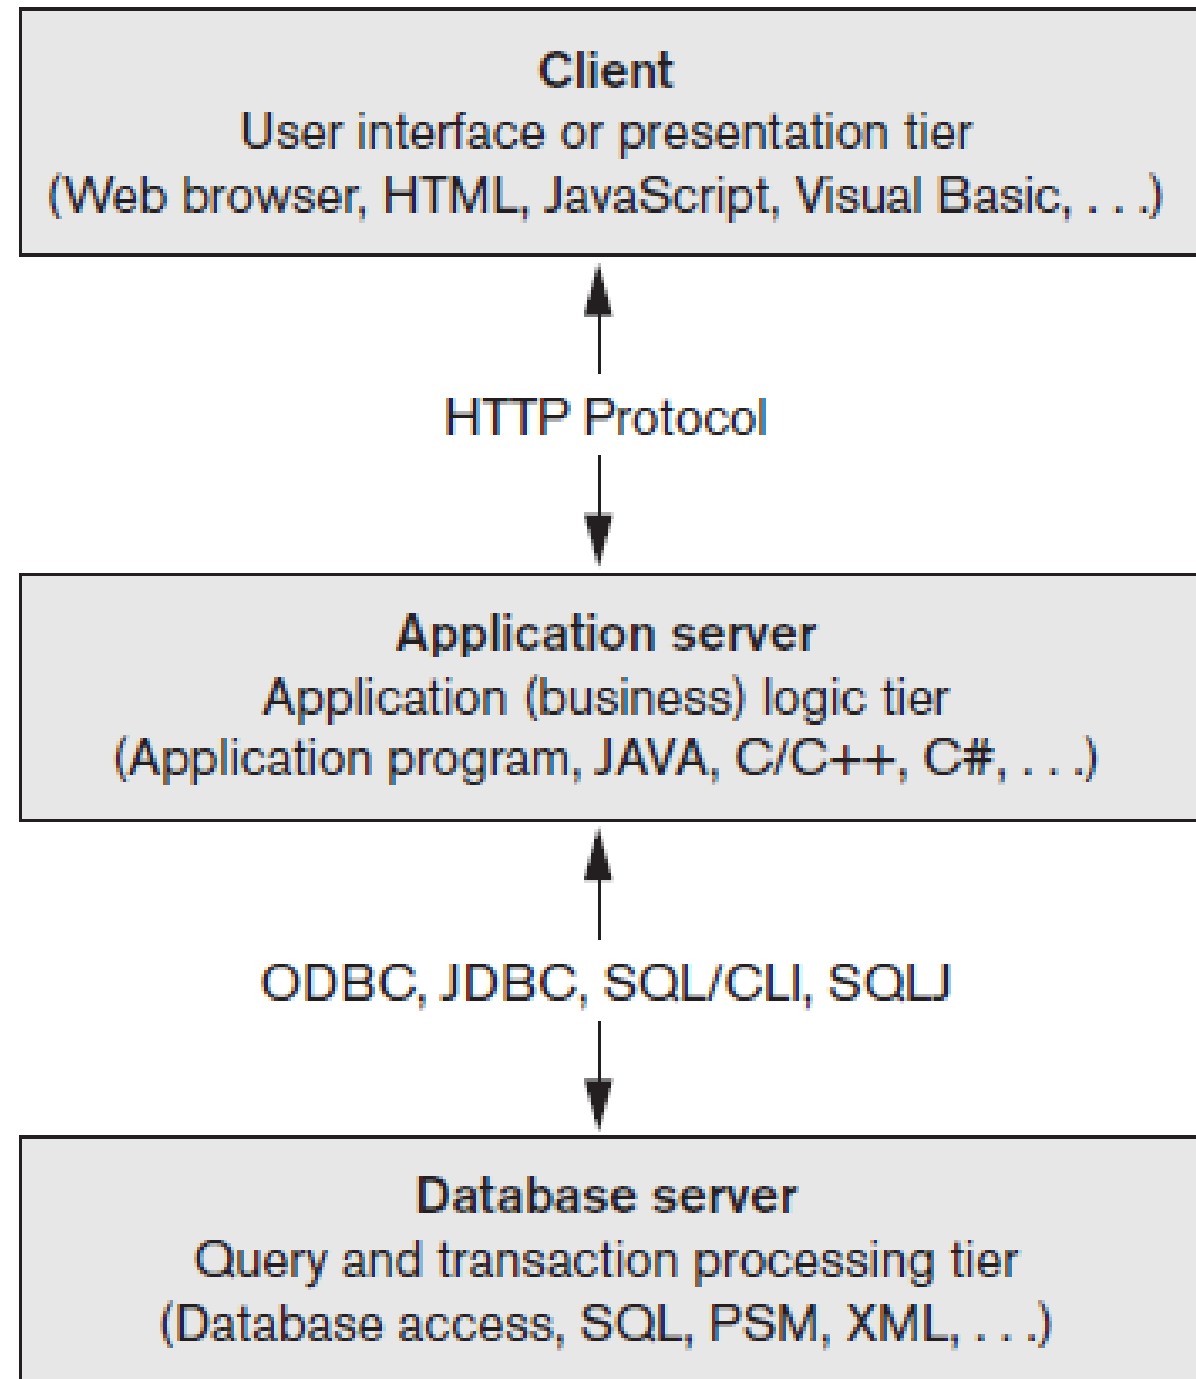 Client
User interface or presentation tier
(Web browser, HTML, JavaScript, Visual Basic, . . .)
HTTP Protocol
Application server
Application (business) logic tier
(Application program, JAVA, C/C++, C#, . . .)
ODBC, JDBC, SQL/CLI, SQLJ
Database server
Query and transaction processing tier
(Database access, SQL, PSM, XML, . . .)